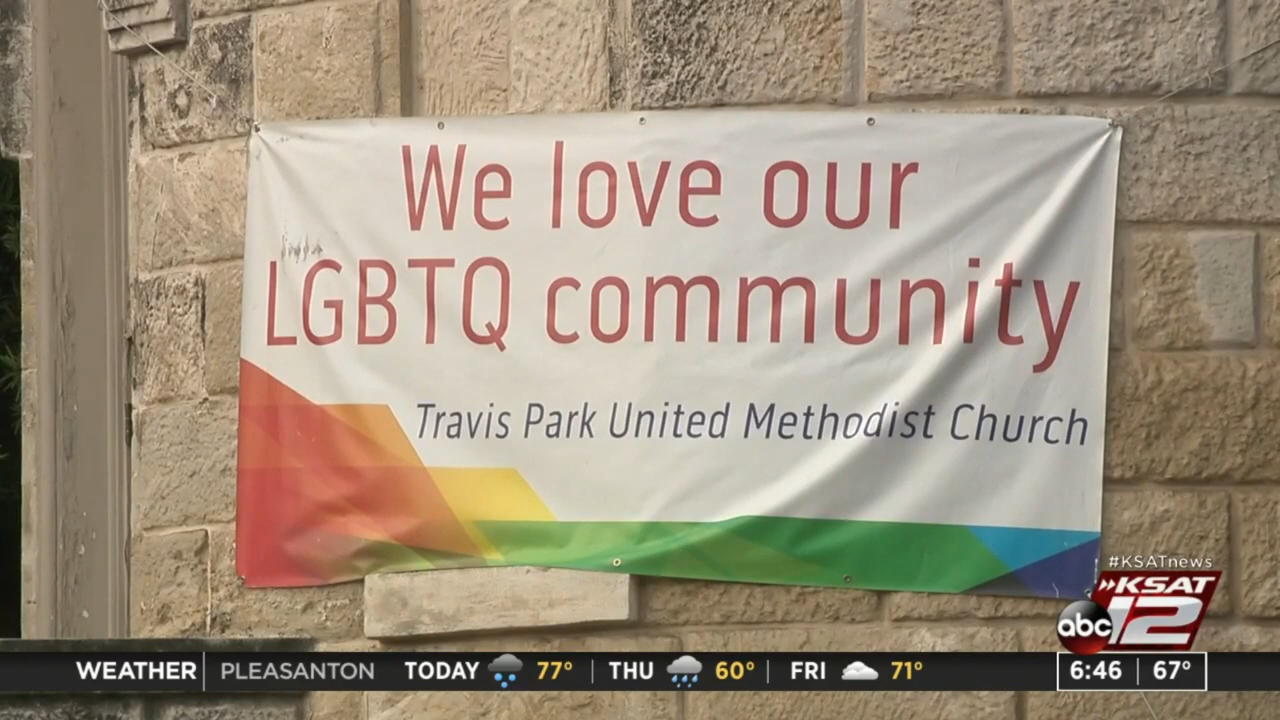 We love our
LGBTQ community
Travis Park United Methodist Church
#KSATnews
KSAT
abc 12
WEATHER PLEASANTON TODAY 77° THU 60° FRI 71° 6:46 67°